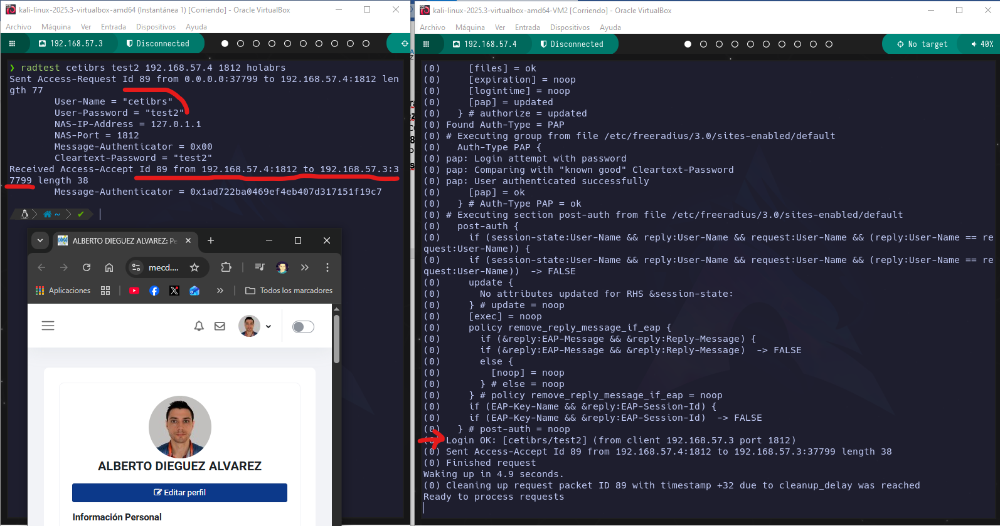 kali-linux-2025.3-virtualbox-amd64 (Instantánea 1) [Corriendo] - Oracle VirtualBox
Archivo Máquina Ver Entrada Dispositivos Ayuda
192.168.57.3 Disconnected
❯ radtest cetibrs test2 192.168.57.4 1812 holabrs
Sent Access-Request Id 89 from 0.0.0.0:37799 to 192.168.57.4:1812 len
gth 77
User-Name = "cetibrs"
User-Password = "test2"
NAS-IP-Address = 127.0.1.1
NAS-Port = 1812
Message-Authenticator = 0x00
Cleartext-Password = "test2"
Received Access-Accept Id 89 from 192.168.57.4:1812 to 192.168.57.3:3
7799 length 38
Message-Authenticator = 0x1ad722ba0469ef4eb407d317151f19c7
~ ✔
ALBERTO DIEGUEZ ALVAREZ: Pe
mecd....
Aplicaciones
Todos los marcadores
ALBERTO DIEGUEZ ALVAREZ
Editar perfil
Información Personal
kali-linux-2025.3-virtualbox-amd64-VM2 [Corriendo] - Oracle VirtualBox
Archivo Máquina Ver Entrada Dispositivos Ayuda
192.168.57.4 Disconnected No target 40%
(0) [files] = ok
(0) [expiration] = noop
(0) [logintime] = noop
(0) [pap] = updated
(0) } # authorize = updated
(0) Found Auth-Type = PAP
(0) # Executing group from file /etc/freeradius/3.0/sites-enabled/default
(0) Auth-Type PAP {
(0) pap: Login attempt with password
(0) pap: Comparing with "known good" Cleartext-Password
(0) pap: User authenticated successfully
(0) [pap] = ok
(0) } # Auth-Type PAP = ok
(0) # Executing section post-auth from file /etc/freeradius/3.0/sites-enabled/default
(0) post-auth {
(0) if (session-state:User-Name && reply:User-Name && request:User-Name && (reply:User-Name == re
quest:User-Name)) {
(0) if (session-state:User-Name && reply:User-Name && request:User-Name && (reply:User-Name == re
quest:User-Name)) -> FALSE
(0) update {
(0) No attributes updated for RHS &session-state:
(0) } # update = noop
(0) [exec] = noop
(0) policy remove_reply_message_if_eap {
(0) if (&reply:EAP-Message && &reply:Reply-Message) {
(0) if (&reply:EAP-Message && &reply:Reply-Message) -> FALSE
(0) else {
(0) [noop] = noop
(0) } # else = noop
(0) } # policy remove_reply_message_if_eap = noop
(0) if (EAP-Key-Name && &reply:EAP-Session-Id) {
(0) if (EAP-Key-Name && &reply:EAP-Session-Id) -> FALSE
(0) } # post-auth = noop
(0) Login OK: [cetibrs/test2] (from client 192.168.57.3 port 1812)
(0) Sent Access-Accept Id 89 from 192.168.57.4:1812 to 192.168.57.3:37799 length 38
(0) Finished request
Waking up in 4.9 seconds.
(0) Cleaning up request packet ID 89 with timestamp +32 due to cleanup_delay was reached
Ready to process requests